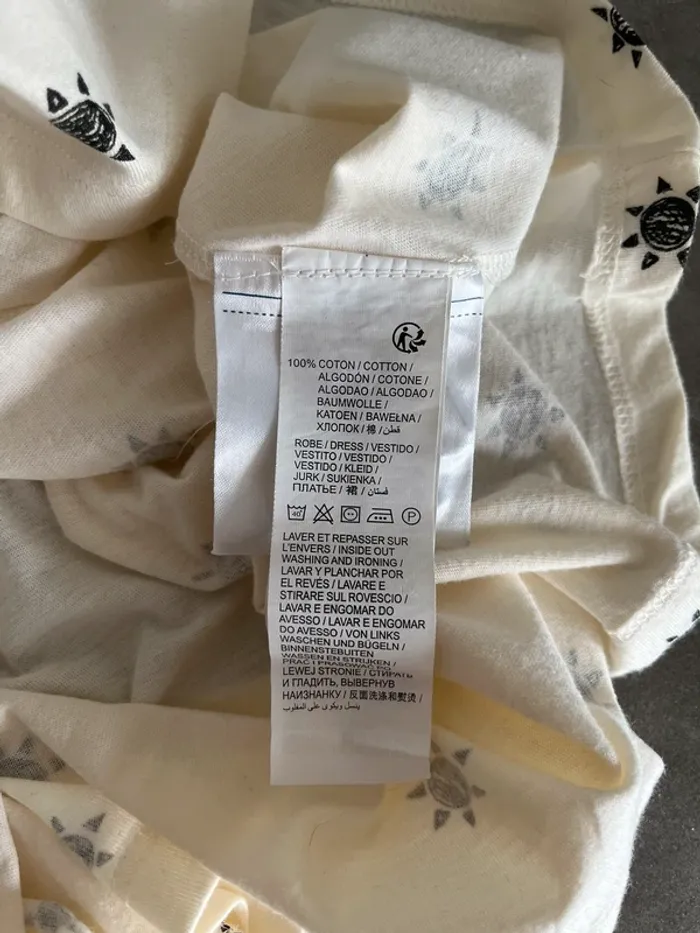 100% COTON / COTTON /
ALGODÓN / COTONE /
ALGODAO / ALGODAO /
BAUMWOLLE /
KATOEN / BAWEŁNA /
ХЛОПОК / 棉 / قطن /
ROBE / DRESS / VESTIDO /
VESTITO / VESTIDO /
VESTIDO / KLEID /
JURK / SUKIENKA /
ПЛАТЬЕ / 裙 / فستان /
40° P
LAVER ET REPASSER SUR
L'ENVERS / INSIDE OUT
WASHING AND IRONING /
LAVAR Y PLANCHAR POR
EL REVÉS / LAVARE E
STIRARE SUL ROVESCIO /
LAVAR E ENGOMAR DO
AVESSO / LAVAR E ENGOMAR
DO AVESSO / VON LINKS
WASCHEN UND BÜGELN /
BINNENSTEBUITEN
WASSEN EN STRIJKEN /
PRAĆ I PRASOWAĆ PO
LEWEJ STRONIE / СТИРАТЬ
И ГЛАДИТЬ, ВЫВЕРНУВ
НАИЗНАНКУ / 反面洗涤和熨烫 /
يغسل ويكوى على المقلوب